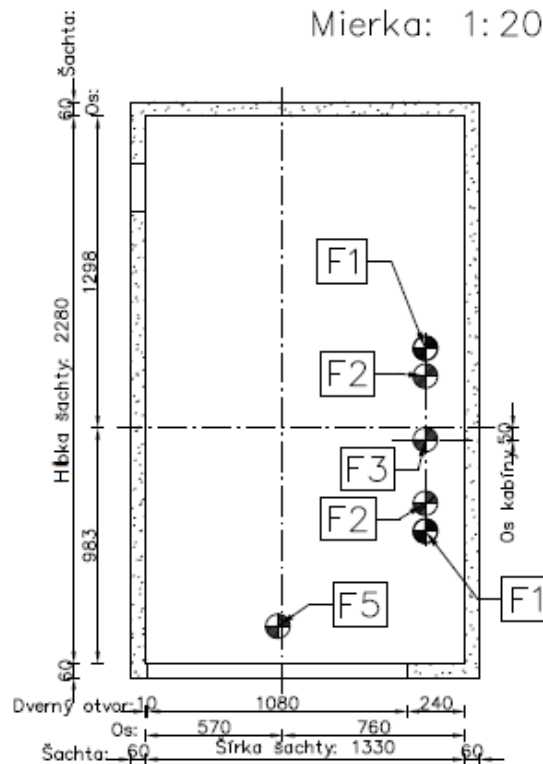 Mierka: 1:20
Šachta:
Os:
60
1298
Hĺbka šachty: 2280
983
60
F1
F2
F3
F2
F1
F5
50
Os kabíny
Dverný otvor:
10
1080
240
Os:
570
760
Šachta:
60
Šírka šachty: 1330
60